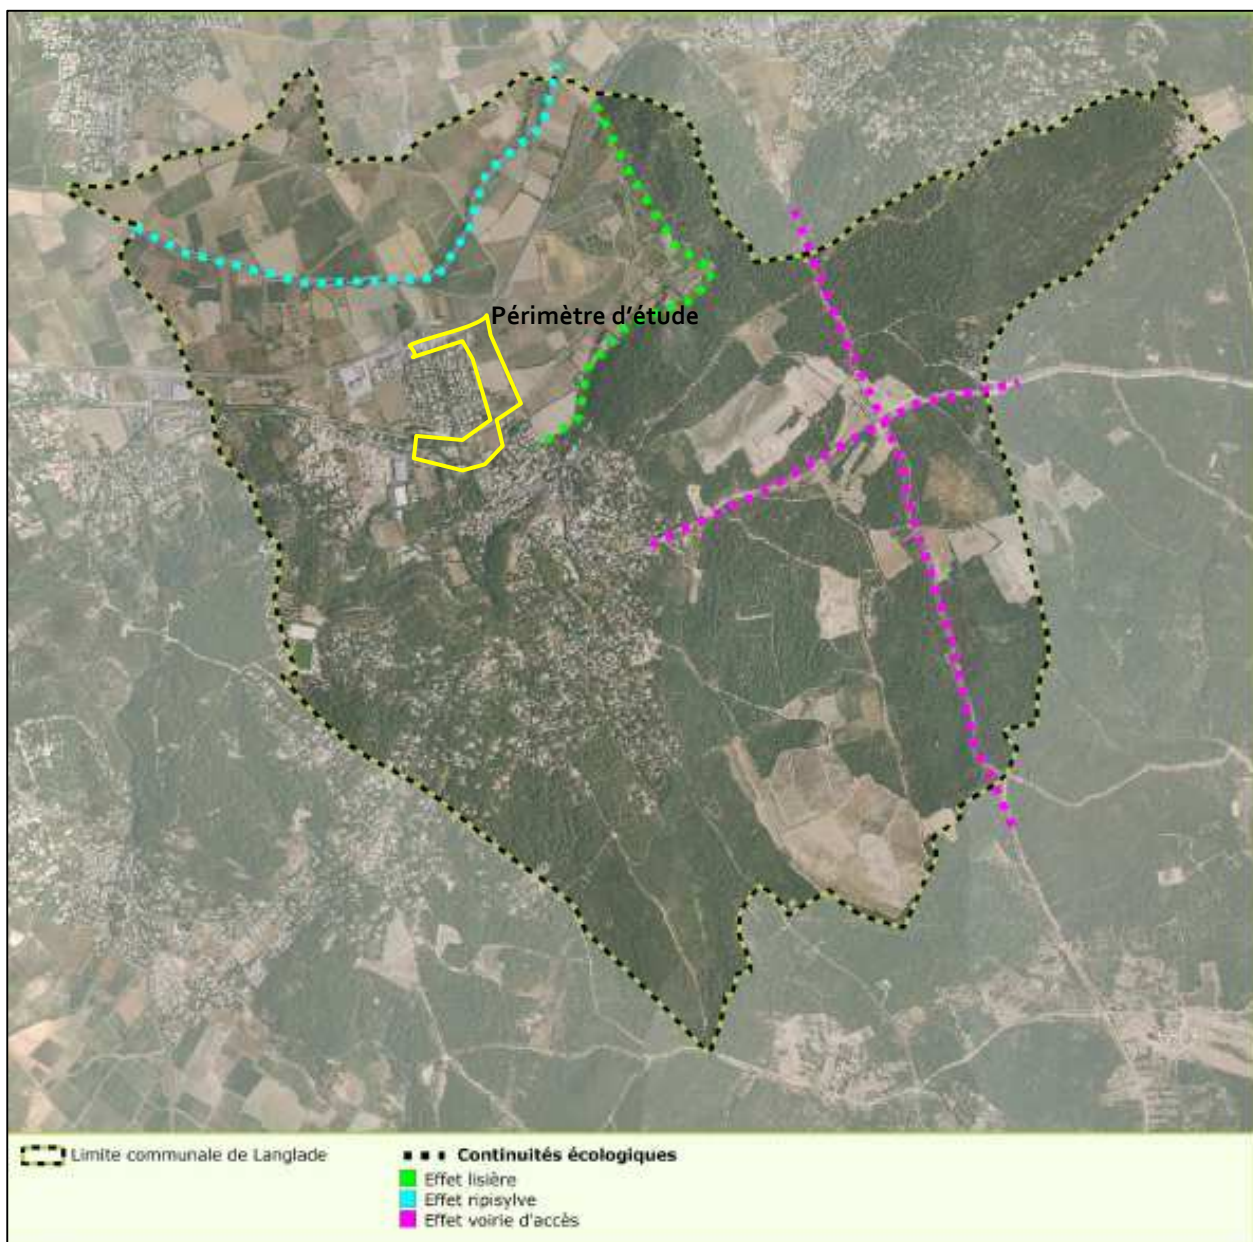 Périmètre d'étude
Limite communale de Langlade
Continuités écologiques
Effet lisière
Effet ripisylve
Effet voirie d'accès